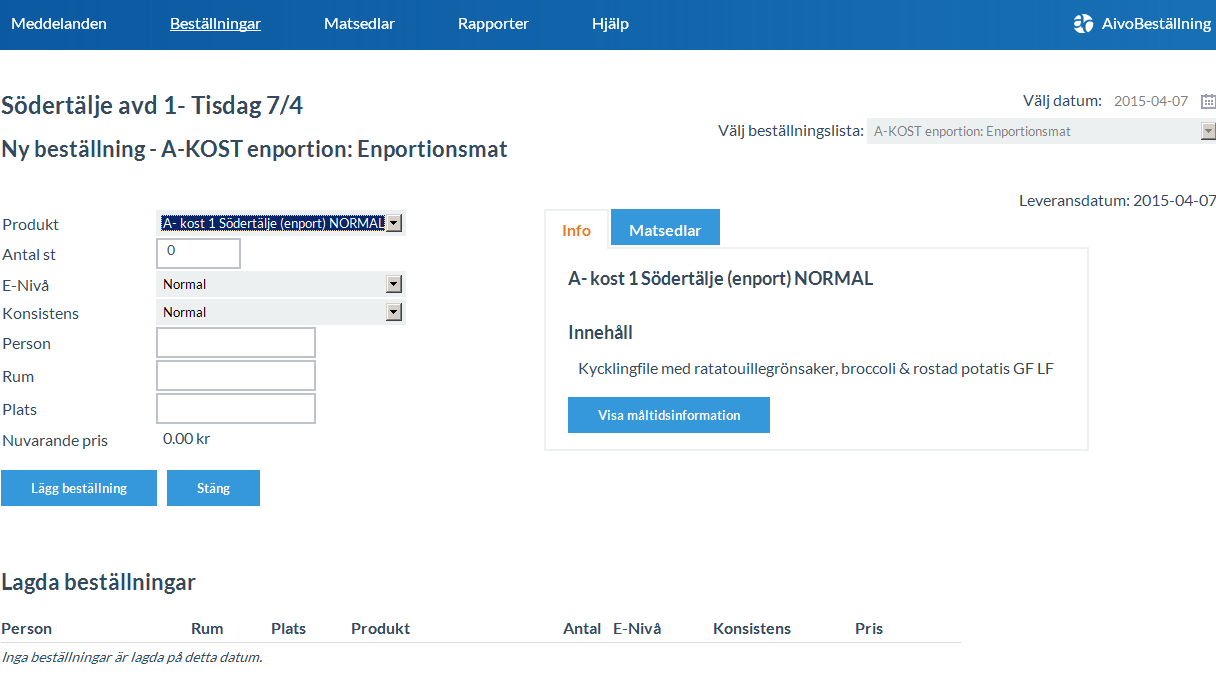 Meddelanden Beställningar Matsedlar Rapporter Hjälp AivoBeställning
Södertälje avd 1- Tisdag 7/4
Välj datum: 2015-04-07
Välj beställningslista: A-KOST enportion: Enportionsmat
Ny beställning - A-KOST enportion: Enportionsmat
Leveransdatum: 2015-04-07
Produkt A- kost 1 Södertälje (enport) NORMAL
Antal st 0
E-Nivå Normal
Konsistens Normal
Person
Rum
Plats
Nuvarande pris 0.00 kr
Lägg beställning Stäng
Info Matsedlar
A- kost 1 Södertälje (enport) NORMAL
Innehåll
Kycklingfile med ratatouillegrönsaker, broccoli & rostad potatis GF LF
Visa måltidsinformation
Lagda beställningar
Person Rum Plats Produkt Antal E-Nivå Konsistens Pris
Inga beställningar är lagda på detta datum.